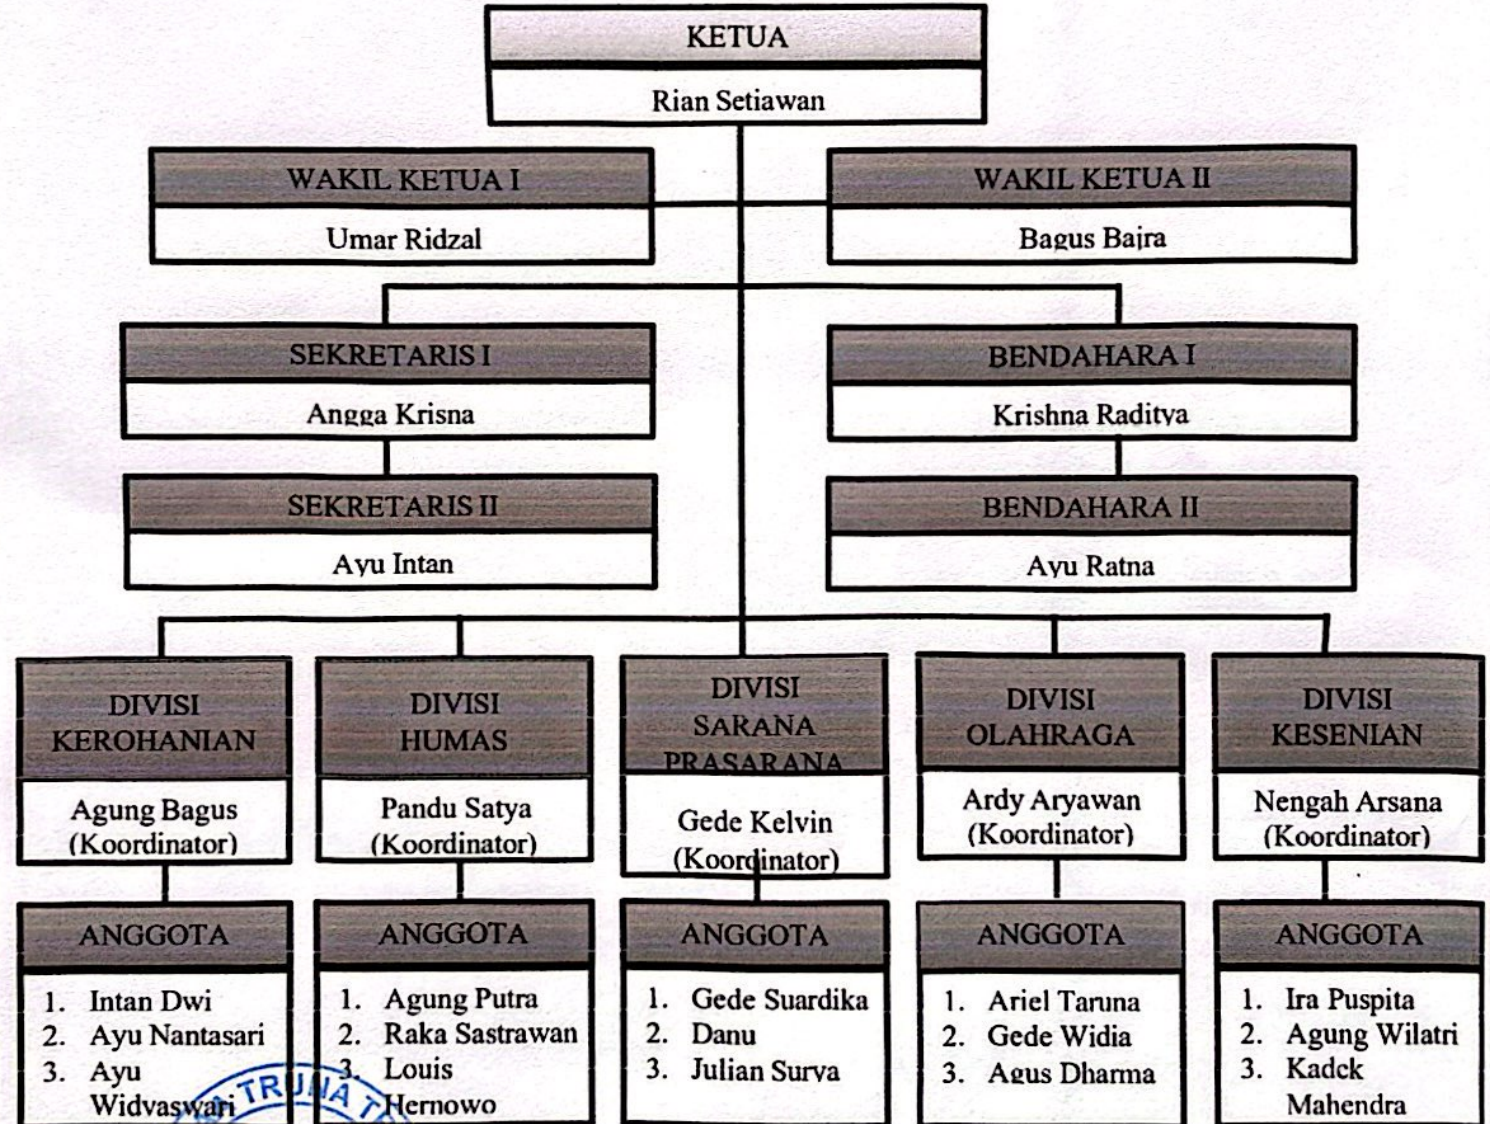 KETUA
Rian Setiawan
WAKIL KETUA I
Umar Ridzal
WAKIL KETUA II
Bagus Bajra
SEKRETARIS I
Angga Krisna
BENDAHARA I
Krishna Raditya
SEKRETARIS II
Ayu Intan
BENDAHARA II
Ayu Ratna
DIVISI
KEROHANIAN
Agung Bagus
(Koordinator)
DIVISI
HUMAS
Pandu Satya
(Koordinator)
DIVISI
SARANA
PRASARANA
Gede Kelvin
(Koordinator)
DIVISI
OLAHRAGA
Ardy Aryawan
(Koordinator)
DIVISI
KESENIAN
Nengah Arsana
(Koordinator)
ANGGOTA
1. Intan Dwi
2. Ayu Nantasari
3. Ayu
Widyaswari
ANGGOTA
1. Agung Putra
2. Raka Sastrawan
3. Louis
Hernowo
ANGGOTA
1. Gede Suardika
2. Danu
3. Julian Surya
ANGGOTA
1. Ariel Taruna
2. Gede Widia
3. Agus Dharma
ANGGOTA
1. Ira Puspita
2. Agung Wilatri
3. Kadek
Mahendra
TRUNA